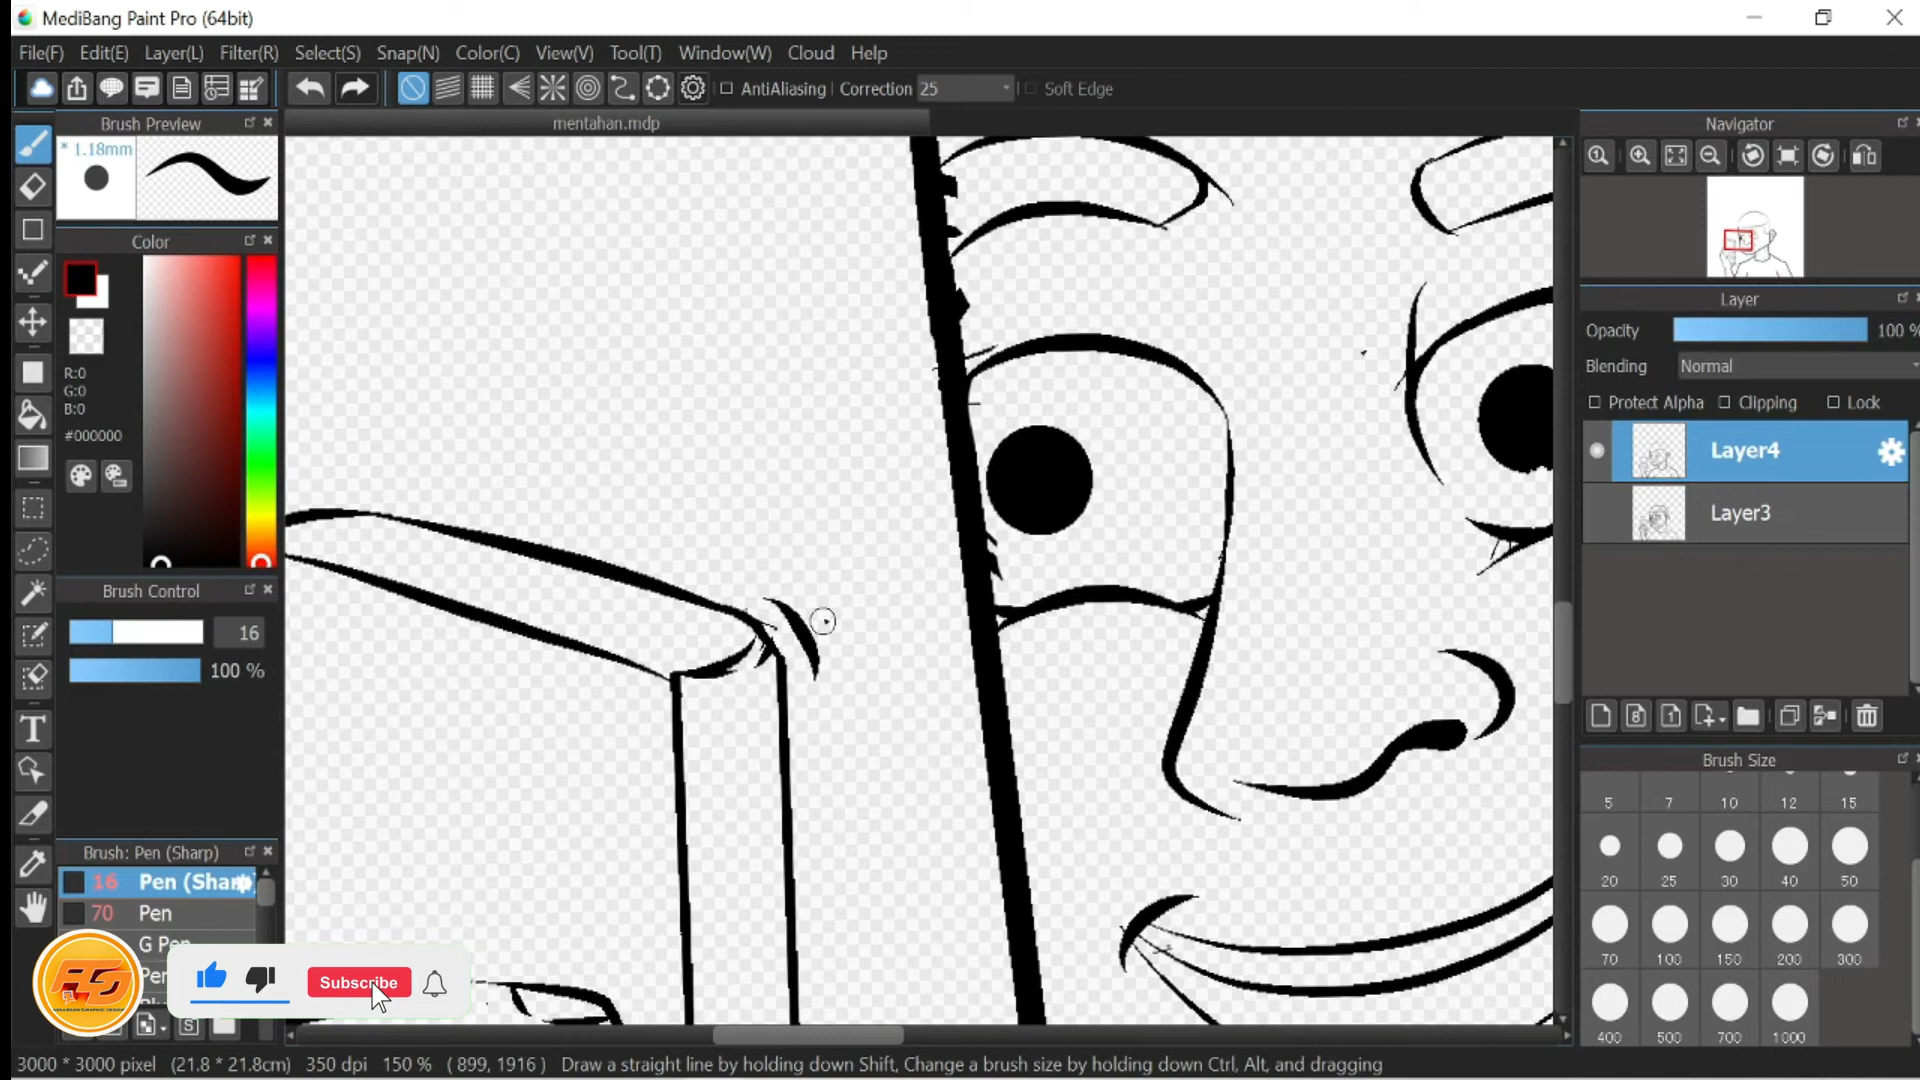 MediBang Paint Pro (64bit)
File(F) Edit(E) Layer(L) Filter(R) Select(S) Snap(N) Color(C) View(V) Tool(T) Window(W) Cloud Help
AntiAliasing Correction 25 Soft Edge
Brush Preview
mentahan.mdp
Navigator
* 1.18mm
Color
Layer
Opacity 100 %
Blending Normal
R:0
G:0
B:0
Protect Alpha Clipping Lock
#000000
Layer4
Layer3
Brush Control
16
100 %
Brush Size
5 7 10 12 15
20 25 30 40 50
70 100 150 200 300
400 500 700 1000
Brush: Pen (Sharp)
16 Pen (Shar
70 Pen
G Pen
Subscribe
3000 * 3000 pixel (21.8 * 21.8cm) 350 dpi 150 % ( 899, 1916 ) Draw a straight line by holding down Shift, Change a brush size by holding down Ctrl, Alt, and dragging